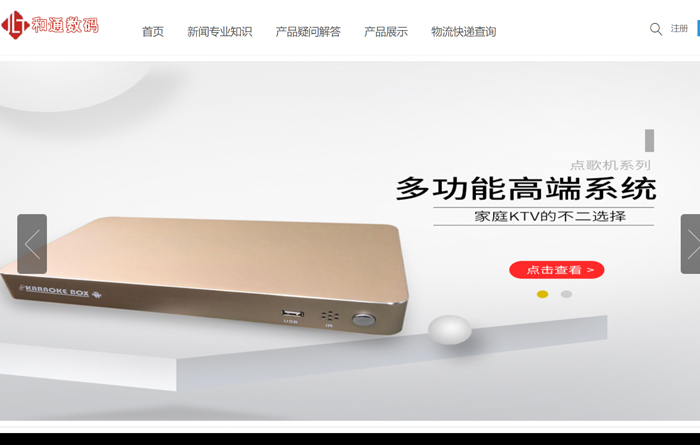 和通数码
首页 新闻专业知识 产品疑问解答 产品展示 物流快递查询 注册
点歌机系列
多功能高端系统
家庭KTV的不二选择
点击查看 >
KARAOKE BOX